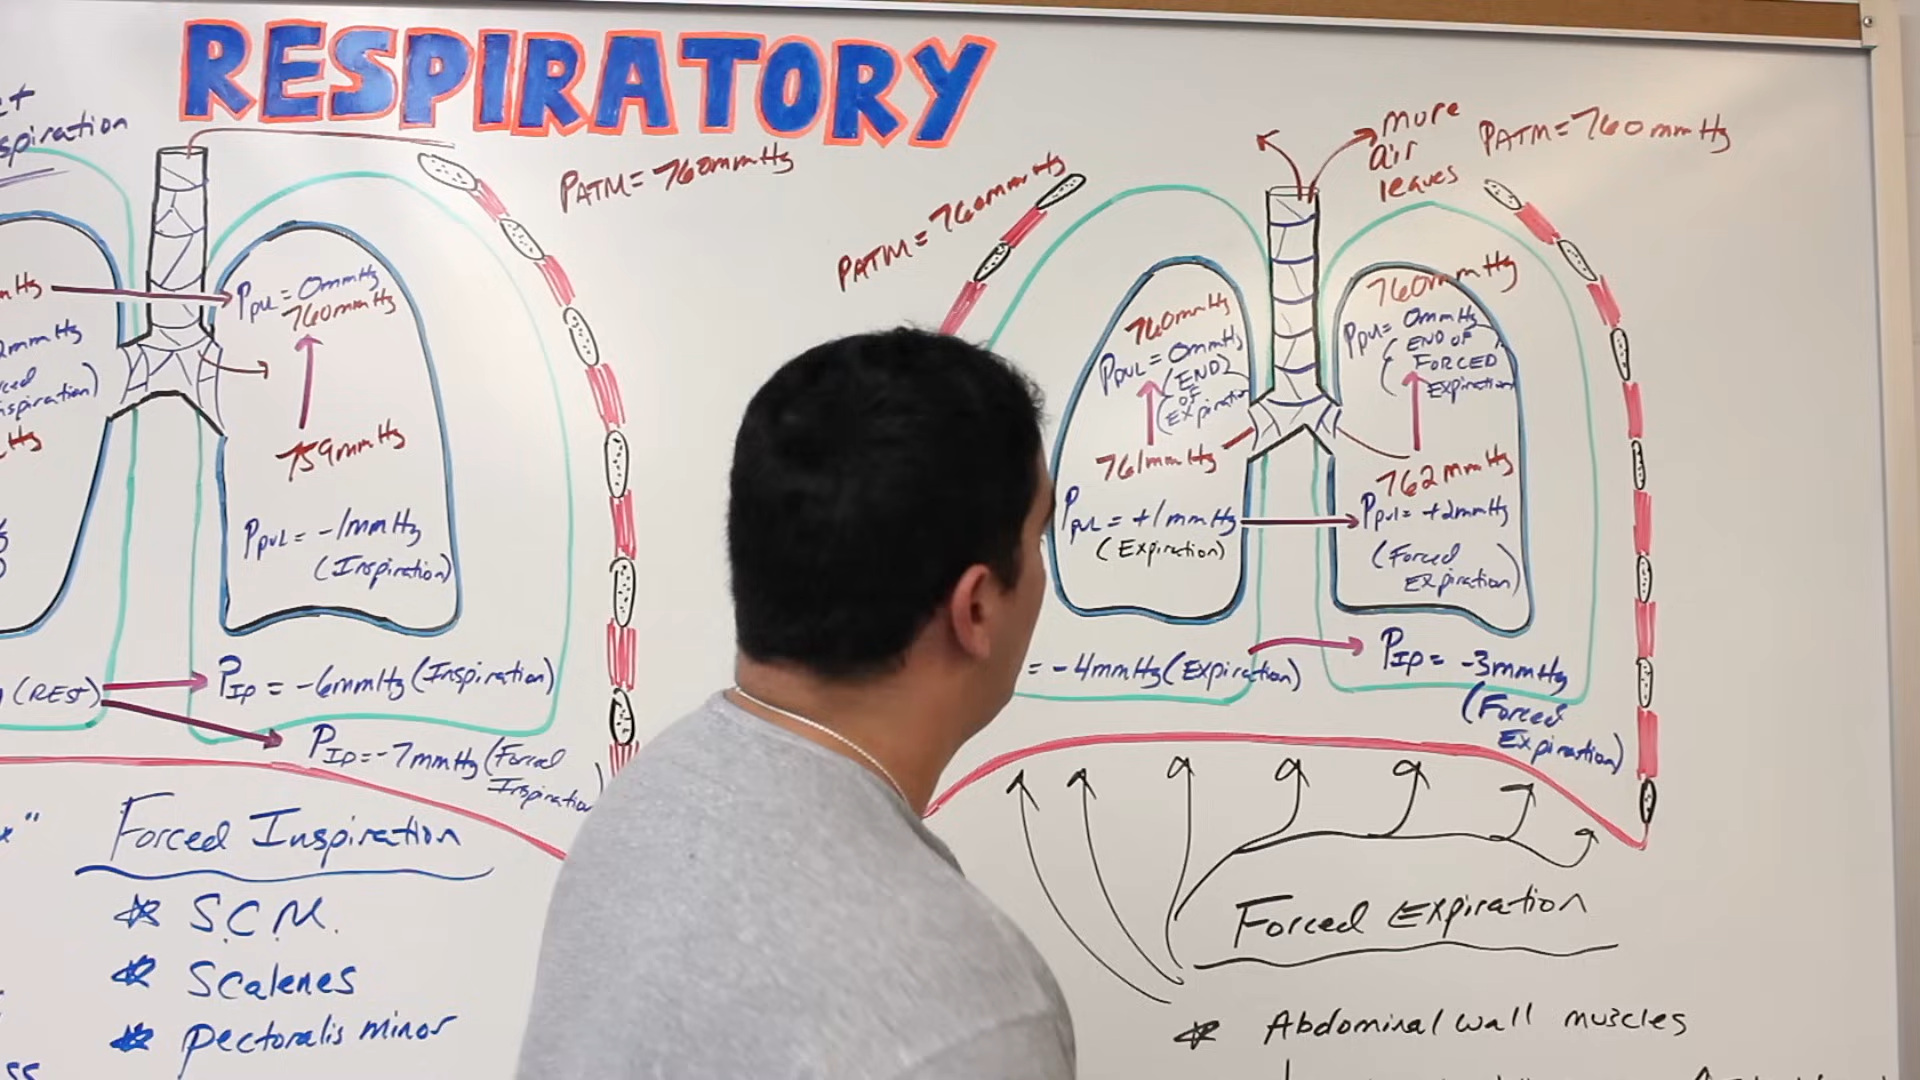 RESPIRATORY
spiration
PATM = 760mmHg
PPUL = 0mmHg
760mmHg
759mmHg
PPUL = -1mmHg
(Inspiration)
(REST)
PIP = -6mmHg (Inspiration)
PIP = -7mmHg (Forced
Inspiration)
Forced Inspiration
S.C.M.
Scalenes
Pectoralis minor
PATM = 760mmHg
more
air
leaves
PATM = 760mmHg
760mmHg
PPUL = 0mmHg
(END
OF
Expiration
761mmHg
PPUL = +1mmHg
(Expiration)
= -4mmHg (Expiration)
760mmHg
PPUL = 0mmHg
(END OF
FORCED
Expiration
762mmHg
PPUL = +2mmHg
(Forced
Expiration)
PIP = -3mmHg
(Forced
Expiration)
Forced Expiration
Abdominal wall muscles